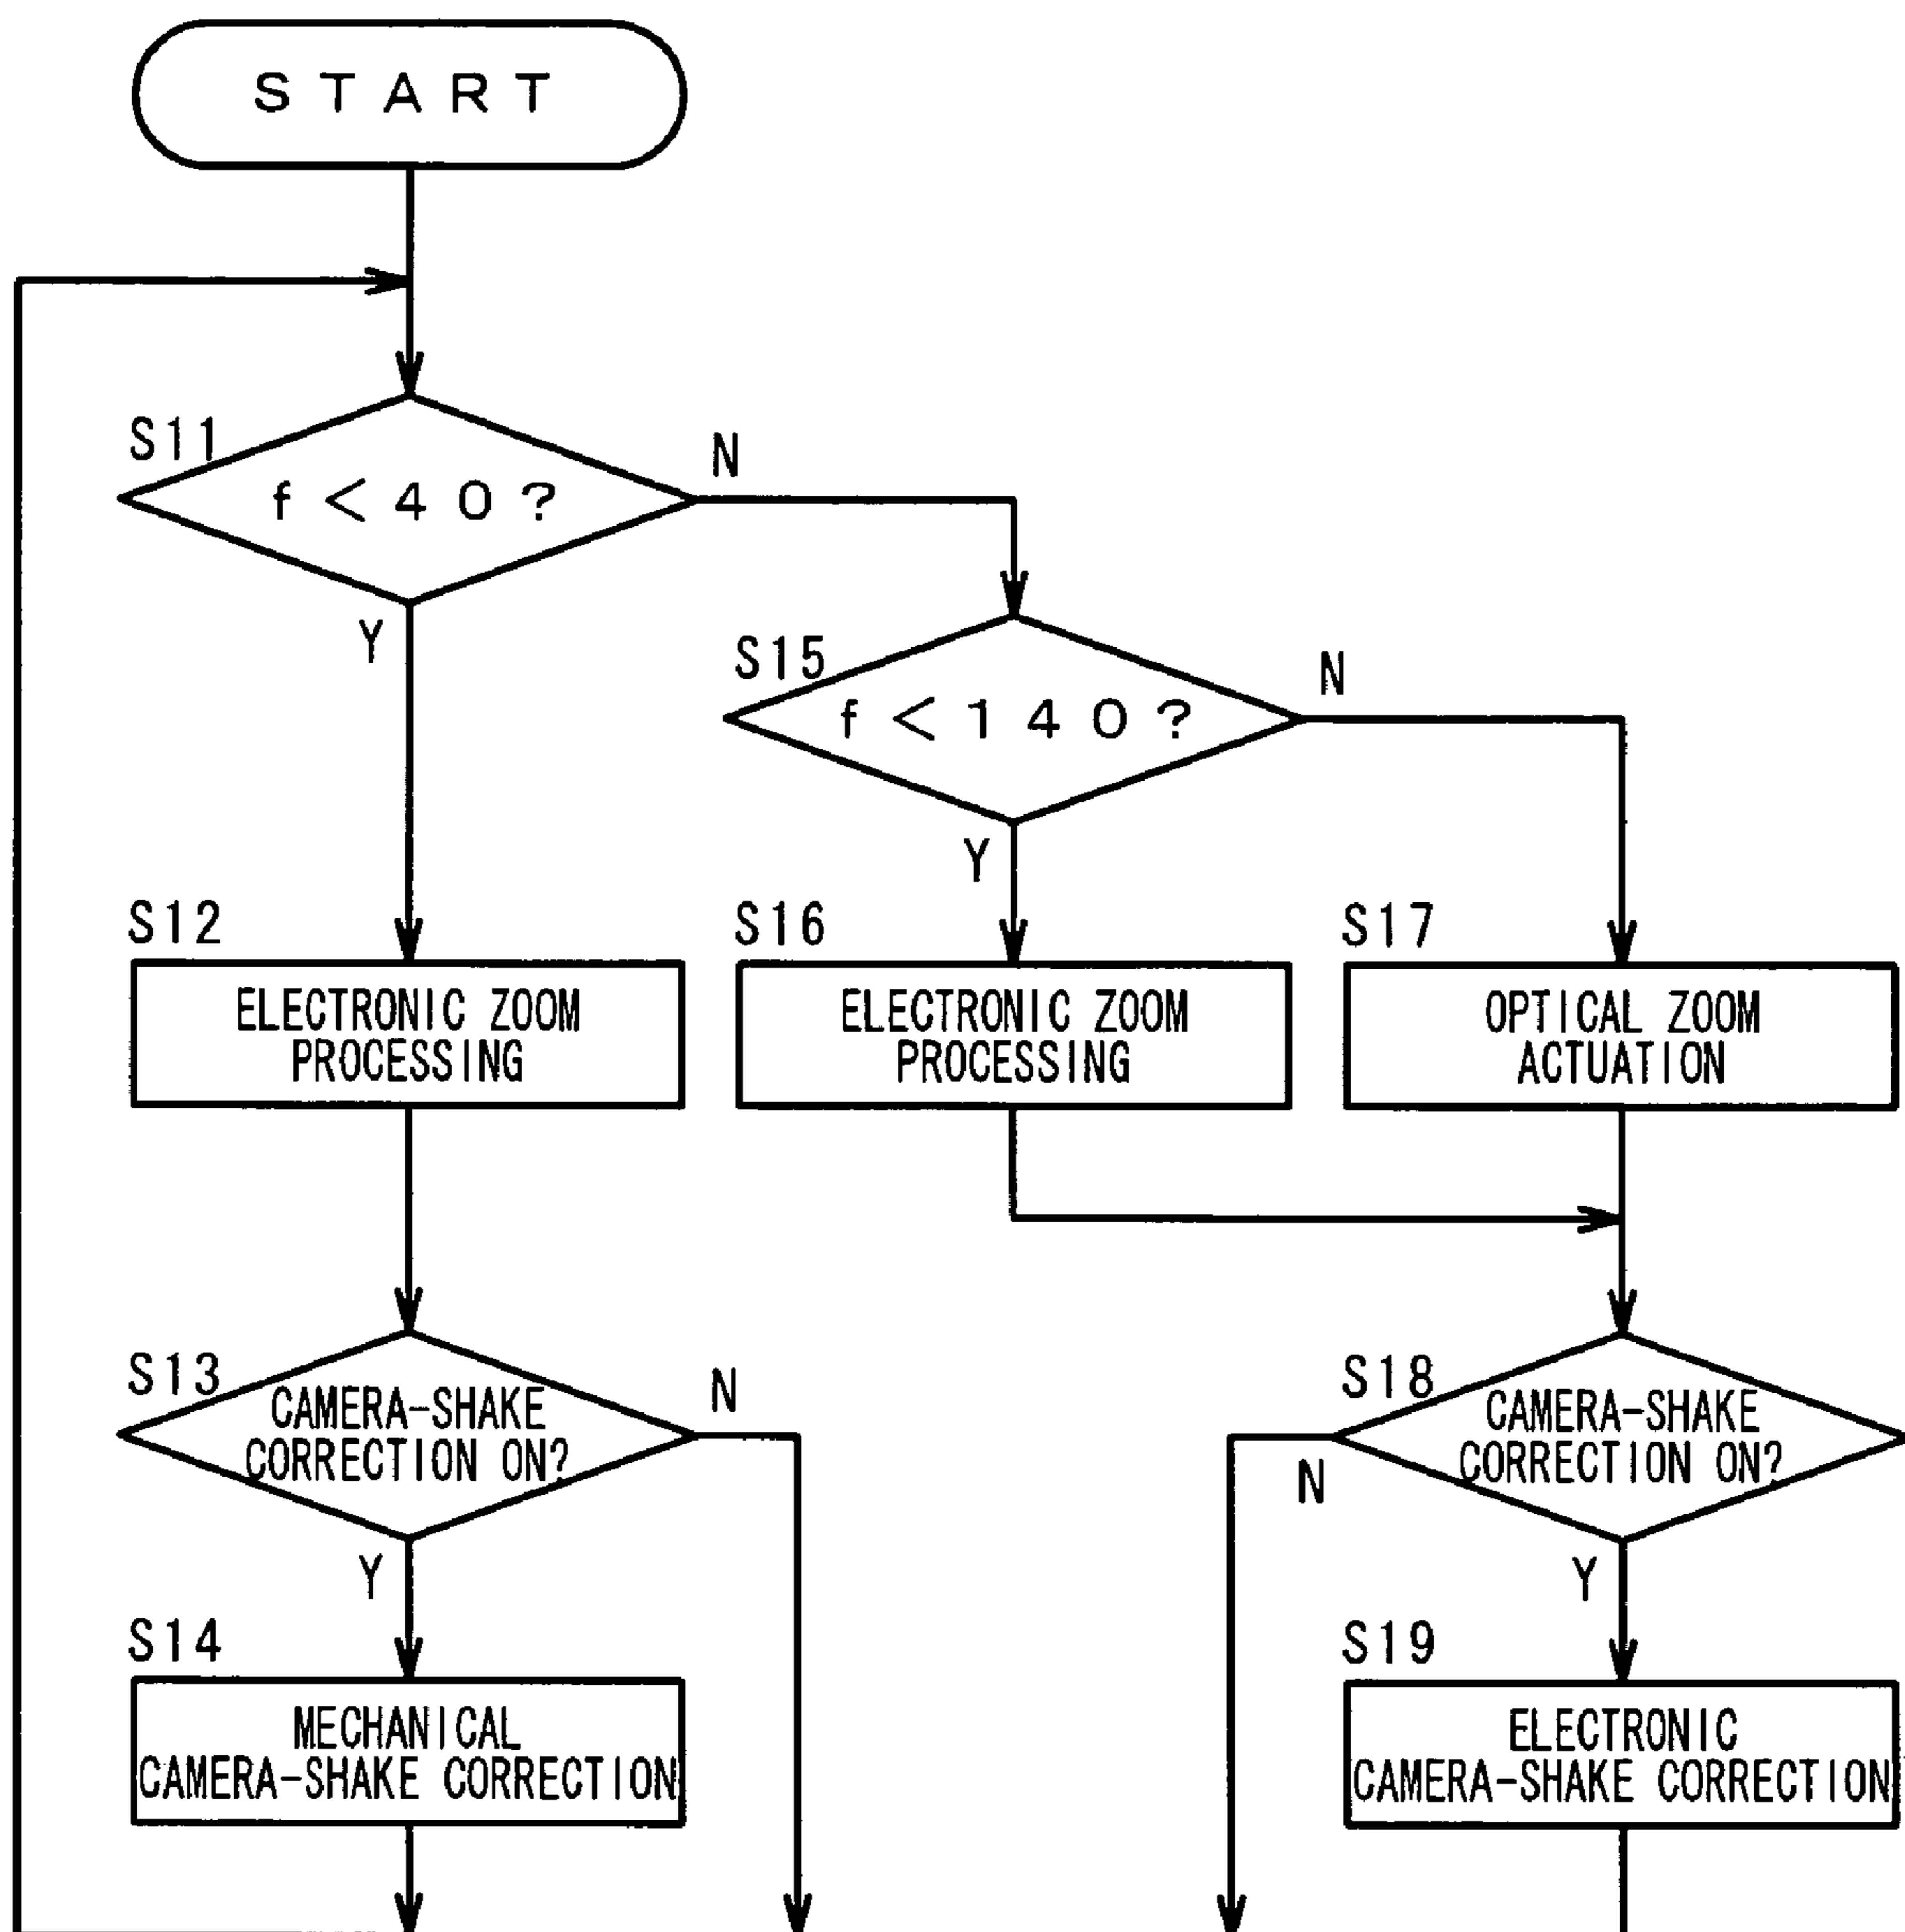 START
S11
f<40?
N
Y
S15
f<140?
N
Y
S12
ELECTRONIC ZOOM
PROCESSING
S16
ELECTRONIC ZOOM
PROCESSING
S17
OPTICAL ZOOM
ACTUATION
S13
CAMERA-SHAKE
CORRECTION ON?
N
Y
S18
CAMERA-SHAKE
CORRECTION ON?
N
Y
S14
MECHANICAL
CAMERA-SHAKE CORRECTION
S19
ELECTRONIC
CAMERA-SHAKE CORRECTION